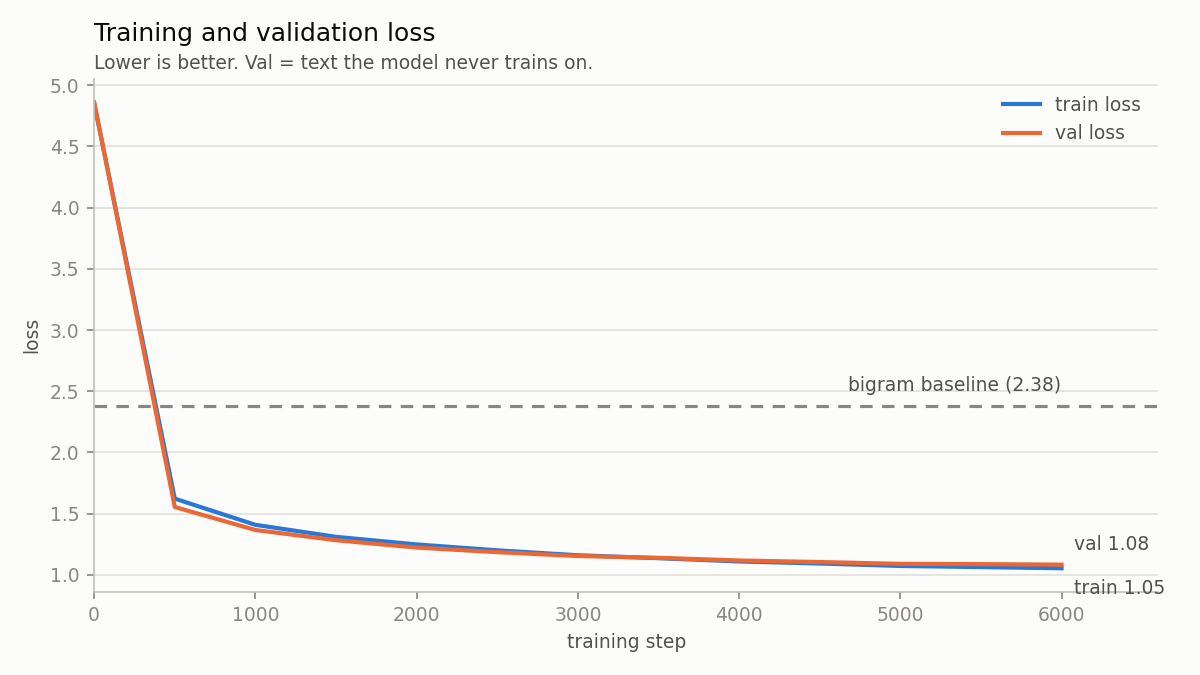 Training and validation loss
Lower is better. Val = text the model never trains on.
train loss
val loss
5.0
4.5
4.0
3.5
3.0
2.5
2.0
1.5
1.0
loss
bigram baseline (2.38)
val 1.08
train 1.05
0 1000 2000 3000 4000 5000 6000
training step